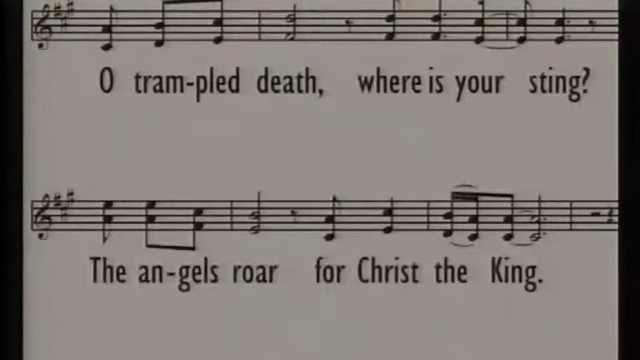 O tram-pled death, where is your sting?
The an-gels roar for Christ the King.